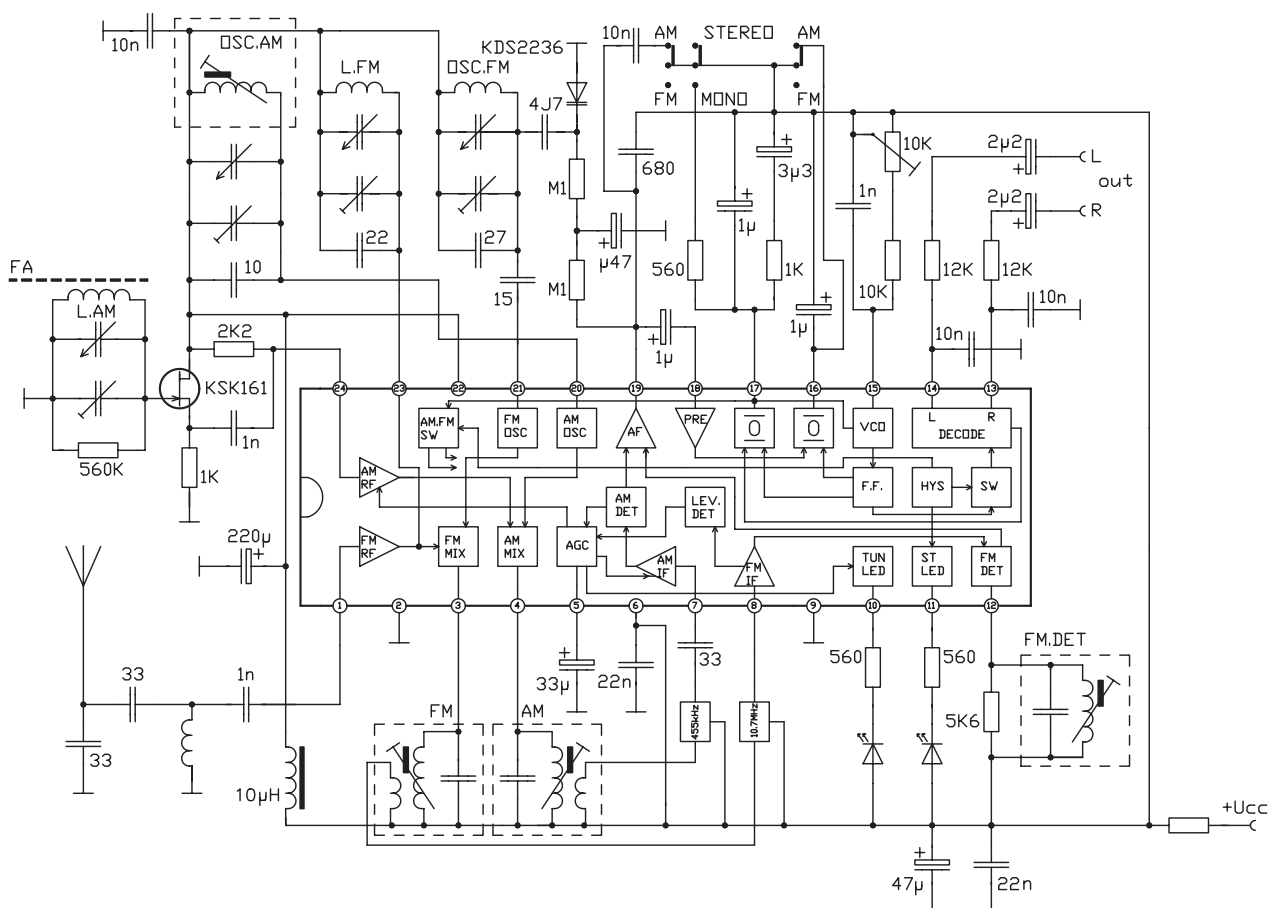 10n
OSC.AM
L.FM
OSC.FM
KDS2236
4J7
10n
AM
STEREO
AM
FM
MONO
FM
680
3µ3
10K
2µ2
L
out
2µ2
R
M1
22
27
µ47
1µ
1n
FA
10
15
M1
560
1K
10K
12K
12K
10n
L.AM
2K2
1µ
1µ
10n
KSK161
1n
560K
1K
24
23
22
21
20
19
18
17
16
15
14
13
AM.FM SW
FM OSC
AM OSC
AF
PRE
O
O
VCO
L
R
DECODE
AM RF
AM DET
LEV. DET
F.F.
HYS
SW
FM RF
FM MIX
AM MIX
AGC
AM IF
FM IF
TUN LED
ST LED
FM DET
220µ
1
2
3
4
5
6
7
8
9
10
11
12
33
1n
33
10µH
FM
AM
33µ
22n
33
455kHz
10.7MHz
560
560
5K6
FM.DET
+Ucc
47µ
22n